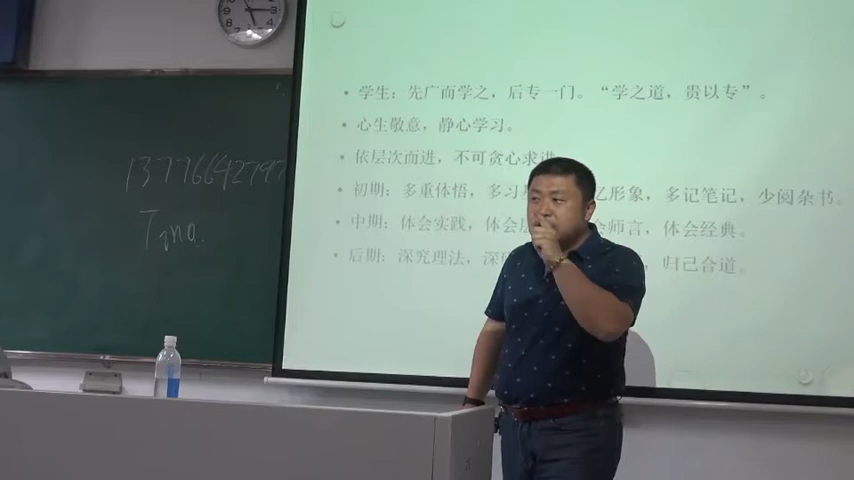 13776642797
Tina
• 学生：先广而学之，后专一门。“学之道，贵以专”。
• 心生敬意，静心学习。
• 依层次而进，不可贪心求进
• 初期：多重体悟，多习 忆形象，多记笔记，少阅杂书。
• 中期：体会实践，体会 会师言，体会经典。
• 后期：深究理法，深 归己合道。